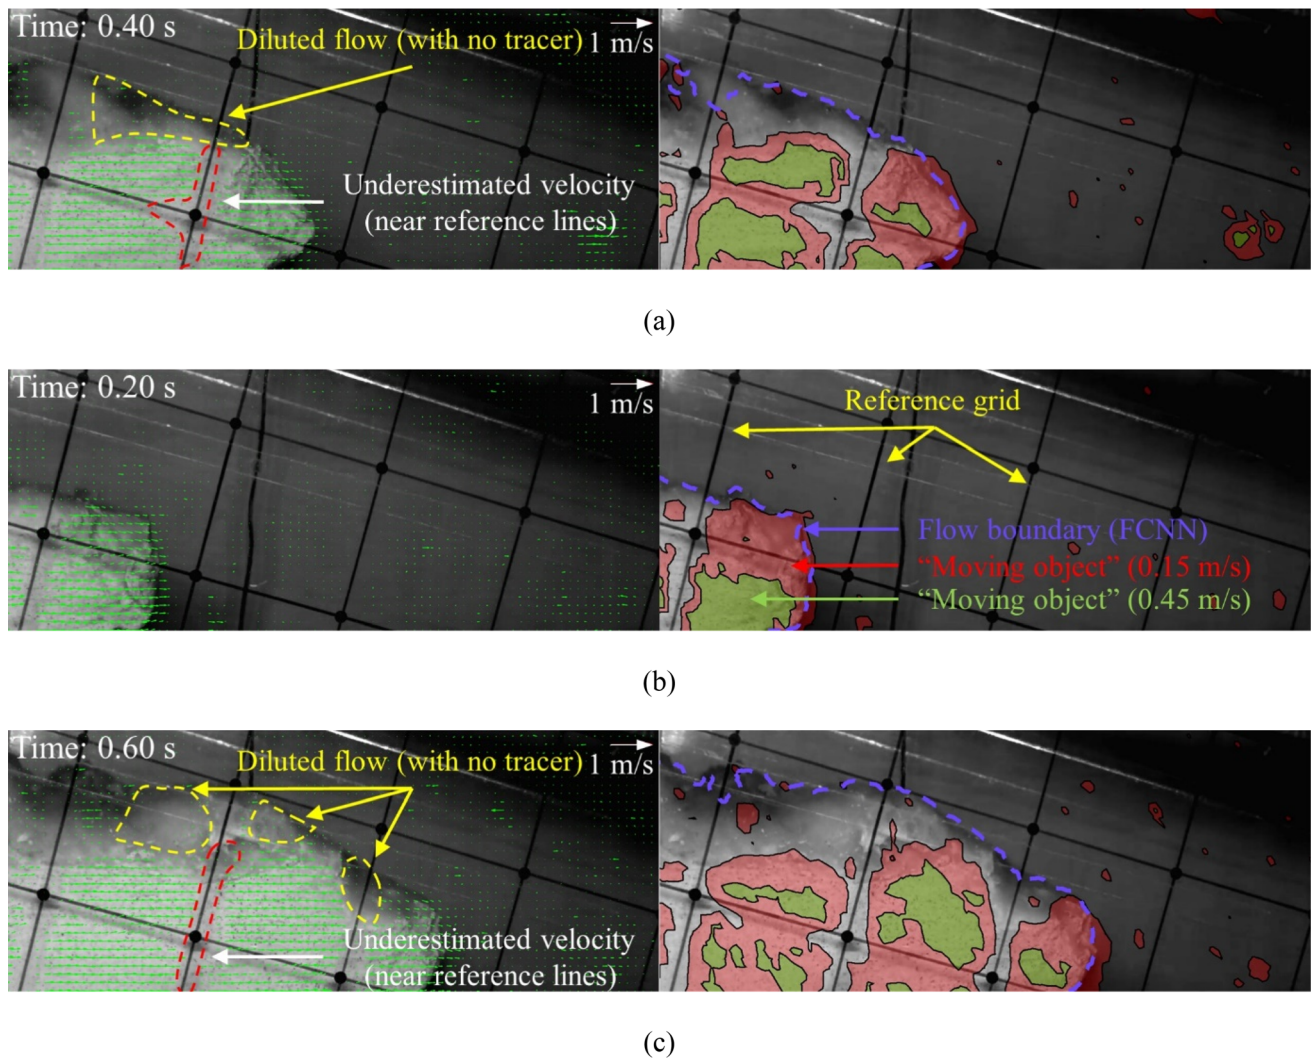 Time: 0.40 s
Diluted flow (with no tracer)
1 m/s
Underestimated velocity
(near reference lines)
(a)
Time: 0.20 s
1 m/s
Reference grid
Flow boundary (FCNN)
“Moving object” (0.15 m/s)
“Moving object” (0.45 m/s)
(b)
Time: 0.60 s
Diluted flow (with no tracer)
1 m/s
Underestimated velocity
(near reference lines)
(c)